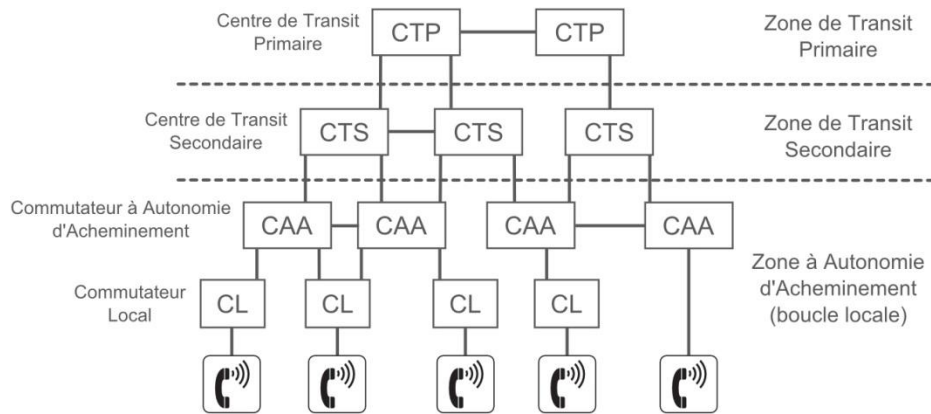 Centre de Transit
Primaire
CTP
CTP
Zone de Transit
Primaire
Centre de Transit
Secondaire
CTS
CTS
CTS
Zone de Transit
Secondaire
Commutateur à Autonomie
d'Acheminement
CAA
CAA
CAA
CAA
Zone à Autonomie
d'Acheminement
(boucle locale)
Commutateur
Local
CL
CL
CL
CL